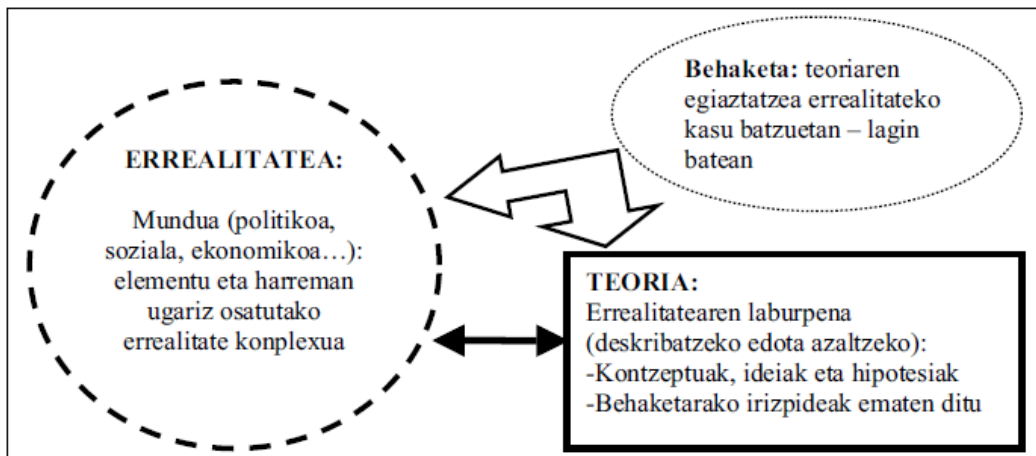 ERREALITATEA:
Mundua (politikoa,
soziala, ekonomikoa…):
elementu eta harreman
ugariz osatutako
errealitate konplexua
Behaketa: teoriaren
egiaztatzea errealitateko
kasu batzuetan – lagin
batean
TEORIA:
Errealitatearen laburpena
(deskribatzeko edota azaltzeko):
-Kontzeptuak, ideiak eta hipotesiak
-Behaketarako irizpideak ematen ditu